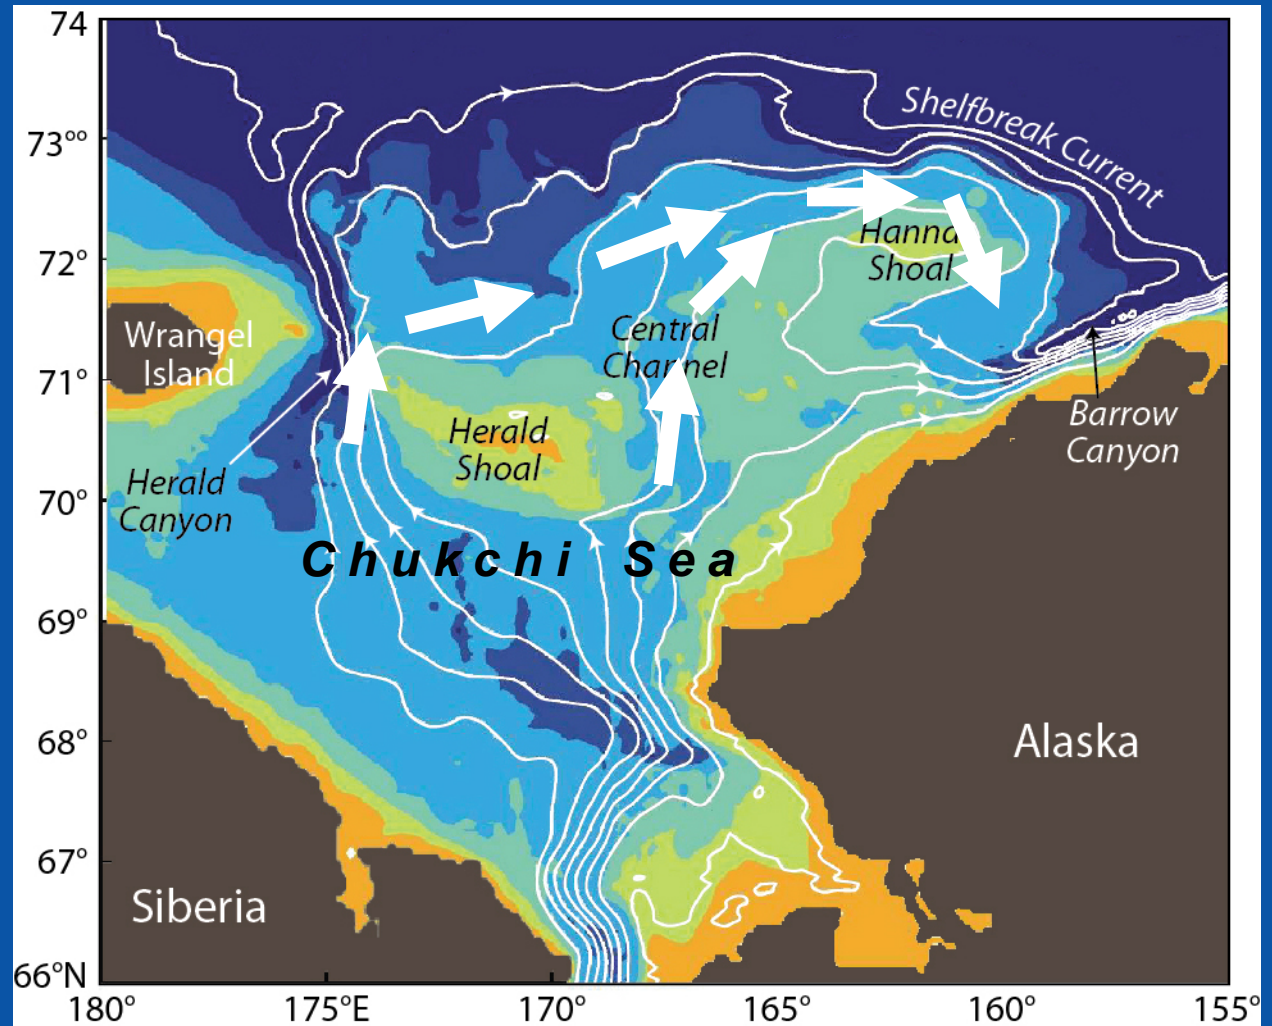 74
73°°
72°
71°
70°
69°
68°
67°
66°N
180°
175°E
170°
165°
160°
155°
Shelfbreak Current
Hanna
Shoal
Wrangel
Island
Central
Channel
Herald
Shoal
Barrow
Canyon
Herald
Canyon
Chukchi Sea
Alaska
Siberia